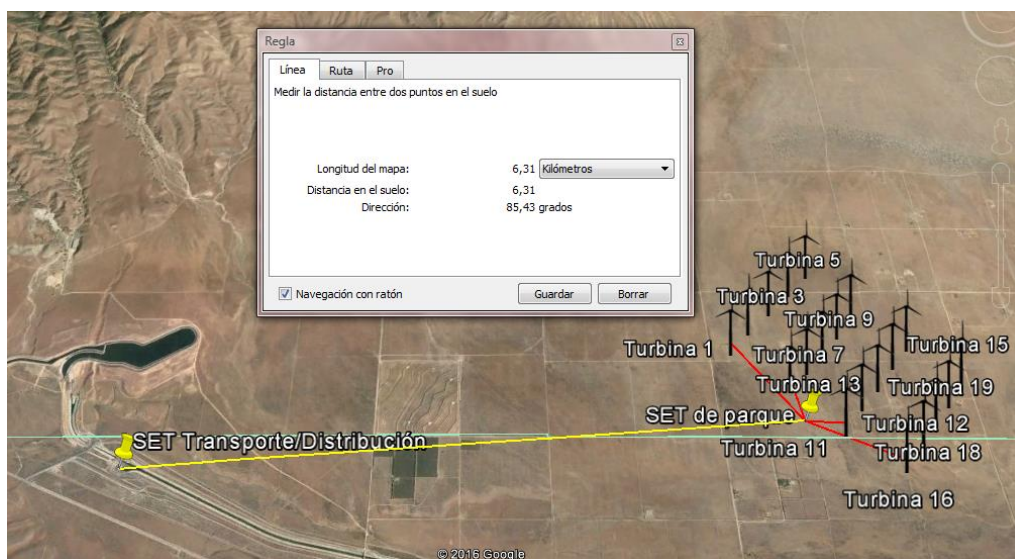 Regla
Línea Ruta Pro
Medir la distancia entre dos puntos en el suelo
Longitud del mapa: 6,31 Kilómetros
Distancia en el suelo: 6,31
Dirección: 85,43 grados
Navegación con ratón Guardar Borrar
Turbina 5
Turbina 3
Turbina 9
Turbina 1
Turbina 7
Turbina 15
Turbina 13
Turbina 19
SET de parque
Turbina 12
SET Transporte/Distribución
Turbina 11
Turbina 18
Turbina 16
© 2016 Google